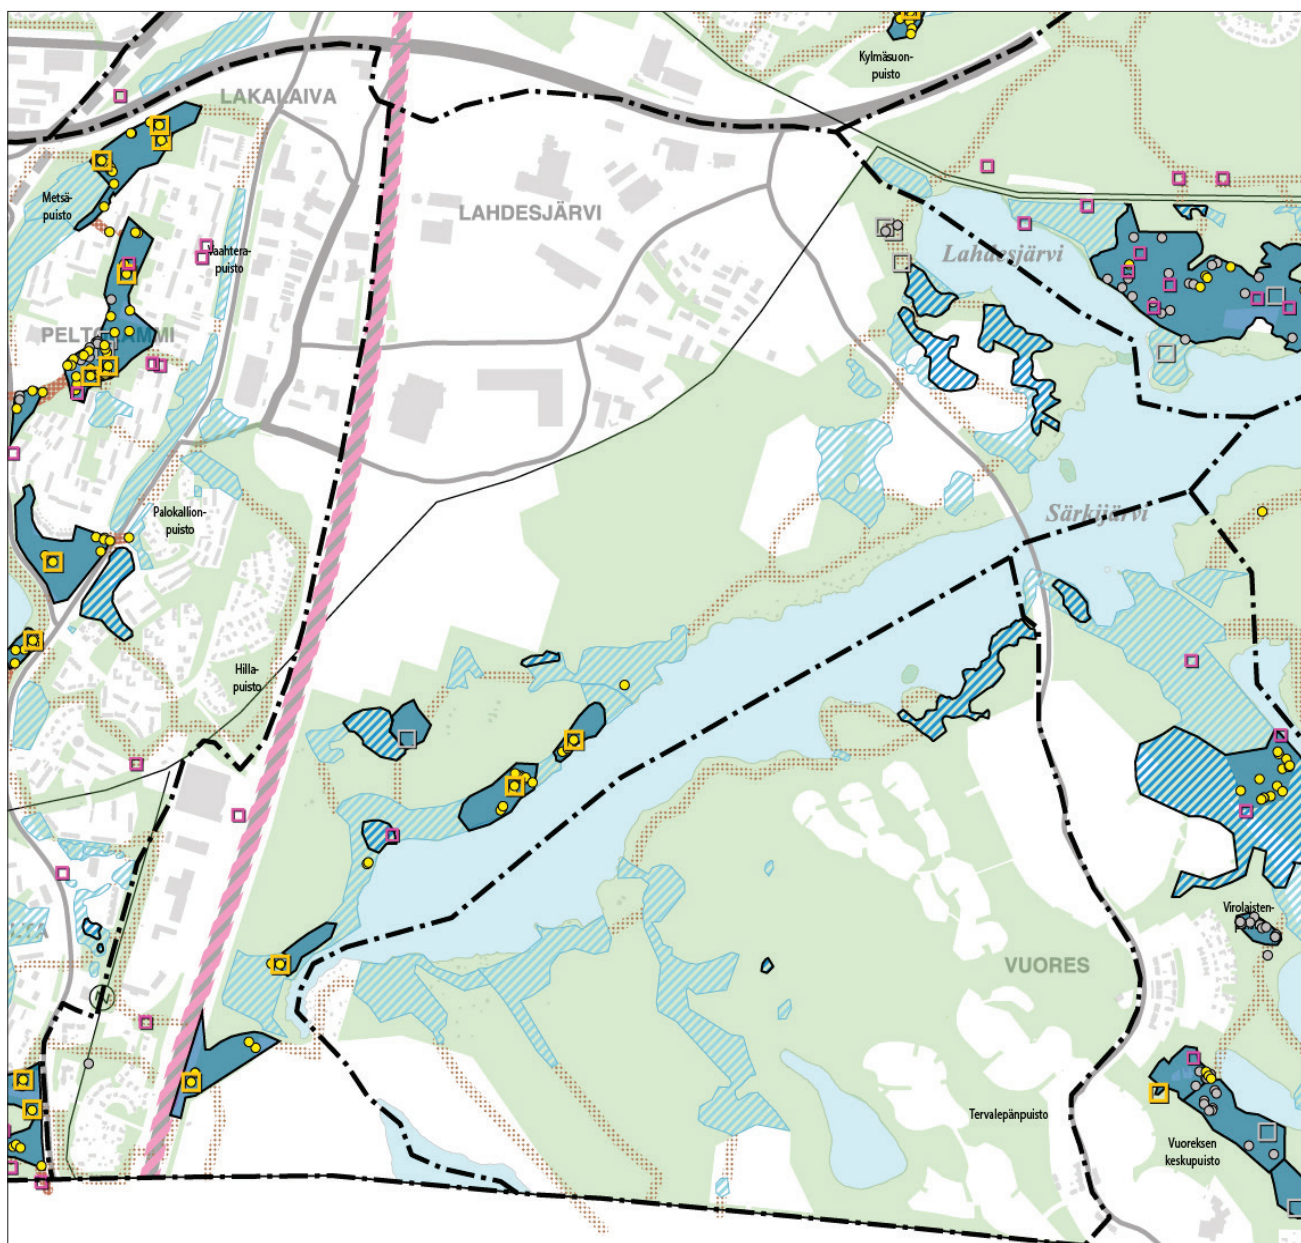 Kylmäsuon-
puisto
LAKALAIVA
Metsä-
puisto
LAHDESJÄRVI
Vaahtera-
puisto
Lahdesjärvi
PELTOLAMMI
Palokallion-
puisto
Särkijärvi
Hilla-
puisto
Virolaisten-
VUORES
Tervalepänpuisto
Vuoreksen
keskupuisto